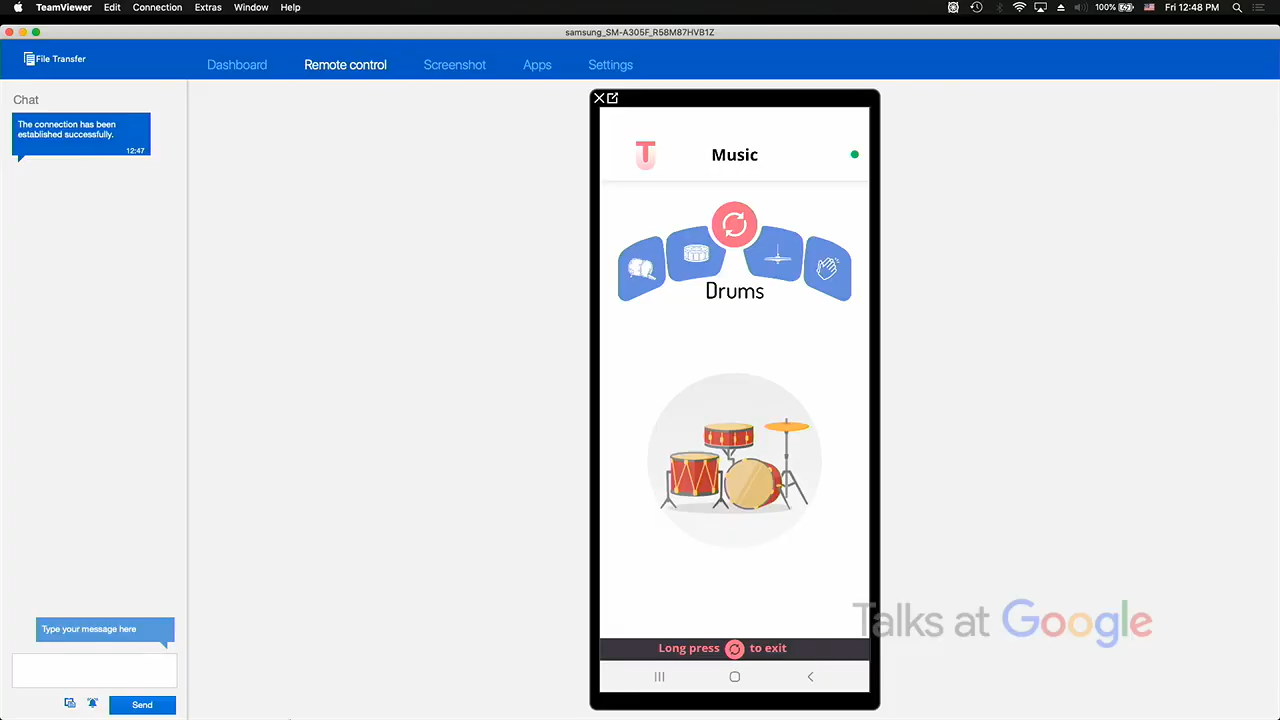 TeamViewer Edit Connection Extras Window Help
100% Fri 12:48 PM
samsung_SM-A305F_R58M87HVB1Z
File Transfer
Dashboard Remote control Screenshot Apps Settings
Chat
The connection has been
established successfully.
12:47
T Music
Drums
Talks at Google
Type your message here
Long press to exit
Send